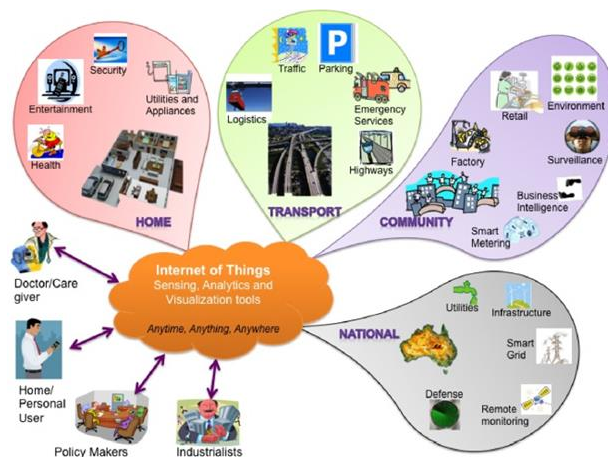 Security
Entertainment
Utilities and
Appliances
Health
HOME
Traffic
Parking
P
Logistics
Emergency
Services
Highways
TRANSPORT
Retail
Environment
Factory
Surveillance
Business
Intelligence
Smart
Metering
COMMUNITY
Internet of Things
Sensing, Analytics and
Visualization tools
Anytime, Anything, Anywhere
NATIONAL
Utilities
Infrastructure
Smart
Grid
Defense
Remote
monitoring
Doctor/Care
giver
Home/
Personal
User
Policy Makers
Industrialists